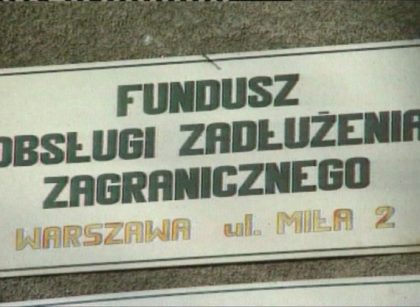 FUNDUSZ
OBSŁUGI ZADŁUŻENIA
ZAGRANICZNEGO
WARSZAWA ul. MIŁA 2